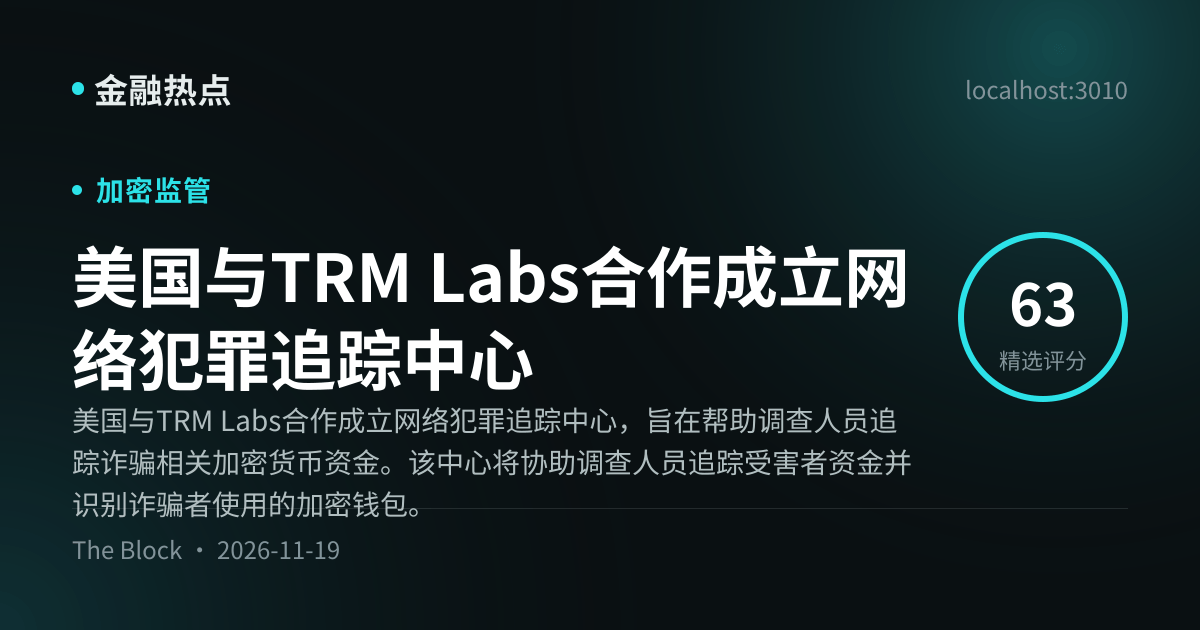 金融热点
localhost:3010
加密监管
美国与TRM Labs合作成立网
络犯罪追踪中心
63
精选评分
美国与TRM Labs合作成立网络犯罪追踪中心，旨在帮助调查人员追
踪诈骗相关加密货币资金。该中心将协助调查人员追踪受害者资金并
识别诈骗者使用的加密钱包。
The Block · 2026-11-19